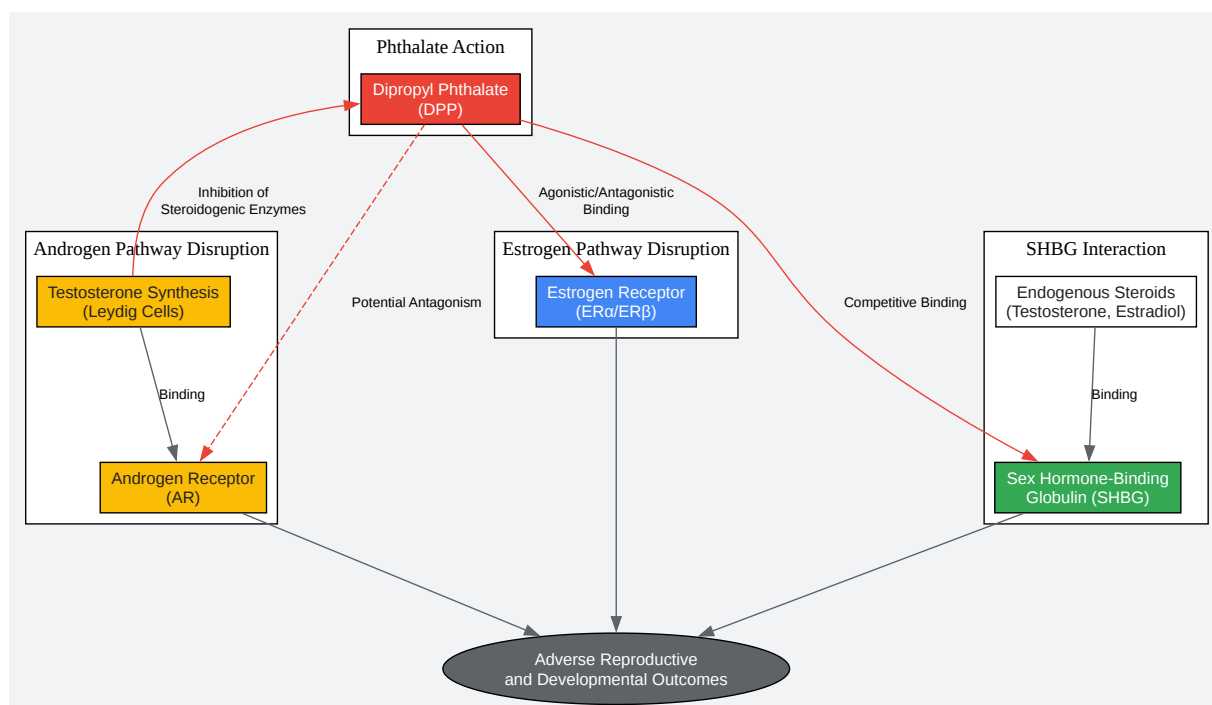 Phthalate Action
Dipropyl Phthalate
(DPP)
Inhibition of
Steroidogenic Enzymes
Agonistic/Antagonistic
Binding
Androgen Pathway Disruption
Estrogen Pathway Disruption
SHBG Interaction
Testosterone Synthesis
(Leydig Cells)
Potential Antagonism
Estrogen Receptor
(ERα/ERβ)
Competitive Binding
Endogenous Steroids
(Testosterone, Estradiol)
Binding
Binding
Androgen Receptor
(AR)
Sex Hormone-Binding
Globulin (SHBG)
Adverse Reproductive
and Developmental Outcomes